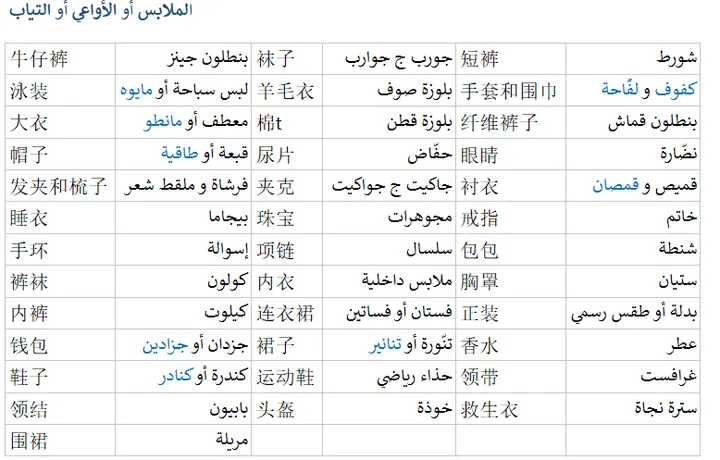 الملابس أو الأواعي أو التياب
牛仔裤 بنطلون جينز 袜子 جورب ج جوارب 短裤 شورط
泳装 لبس سباحة أو مايوه 羊毛衣 بلوزة صوف 手套和围巾 كفوف و لفّاحة
大衣 معطف أو مانطو 棉t بلوزة قطن 纤维裤子 بنطلون قماش
帽子 قبعة أو طاقية 尿片 حفّاض 眼睛 نضّارة
发夹和梳子 فرشاة و ملقط شعر 夹克 جاكيت ج جواكيت 衬衣 قميص و قمصان
睡衣 بيجاما 珠宝 مجوهرات 戒指 خاتم
手环 إسوالة 项链 سلسال 包包 شنطة
裤袜 كولون 内衣 ملابس داخلية 胸罩 ستيان
内裤 كيلوت 连衣裙 فستان أو فساتين 正装 بدلة أو طقس رسمي
钱包 جزدان أو جزادين 裙子 تنّورة أو تنانير 香水 عطر
鞋子 كندرة أو كنادر 运动鞋 حذاء رياضي 领带 غرافست
领结 بابيون 头盔 خوذة 救生衣 سترة نجاة
围裙 مريلة